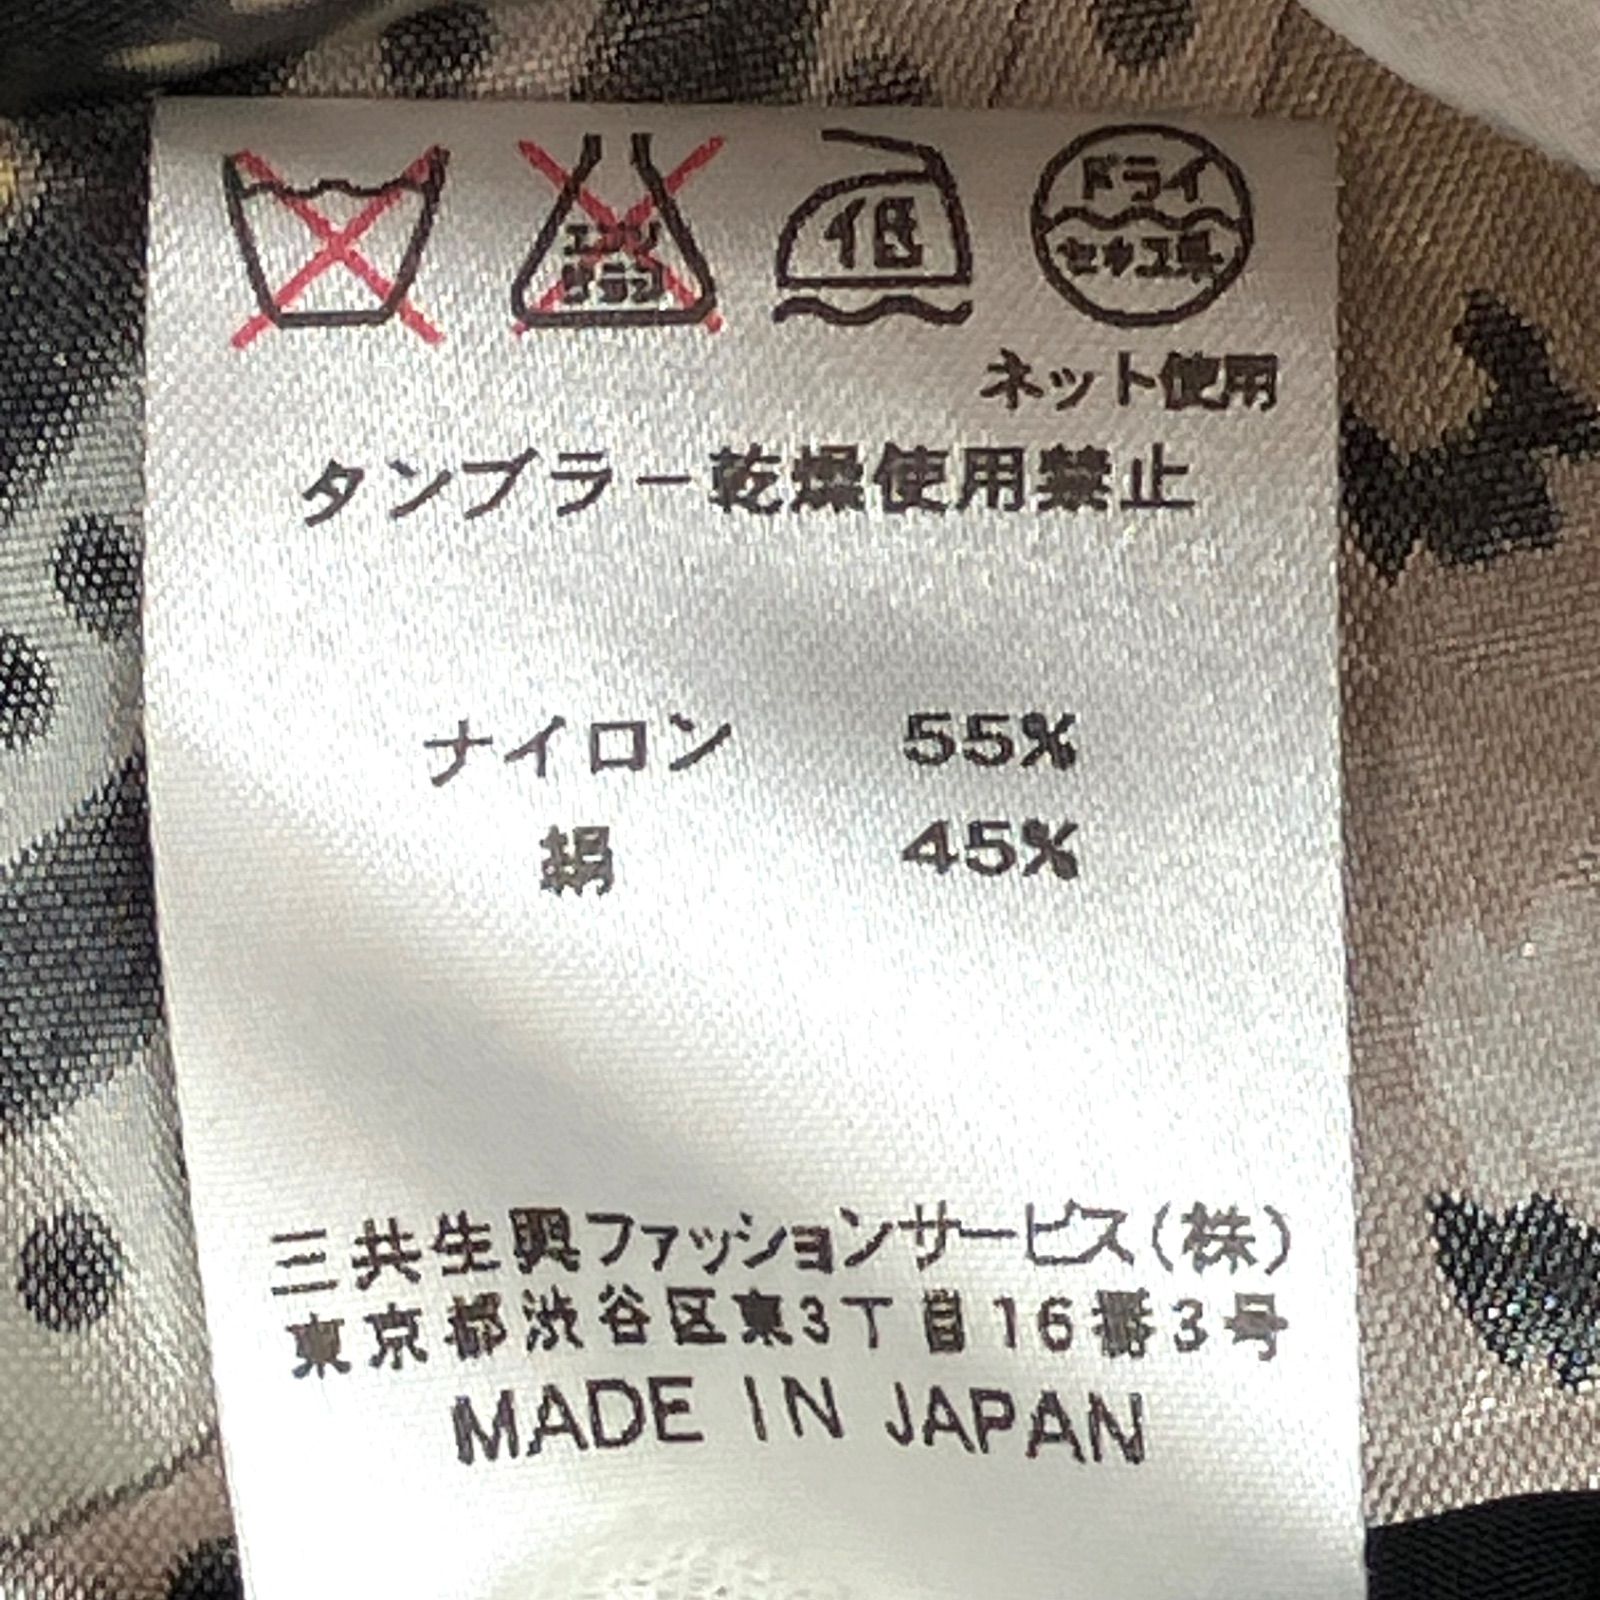 エンソ
サラシ
低
ドライ
セキユ系
ネット使用
タンブラー乾燥使用禁止
ナイロン 55%
絹 45%
三共生興ファッションサービス(株)
東京都渋谷区東3丁目16番3号
MADE IN JAPAN